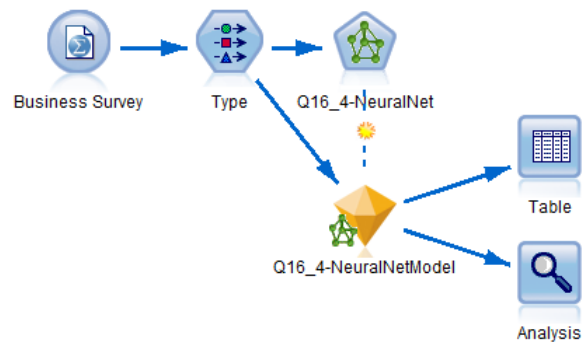 Business Survey
Type
Q16_4-NeuralNet
Table
Q16_4-NeuralNetModel
Analysis